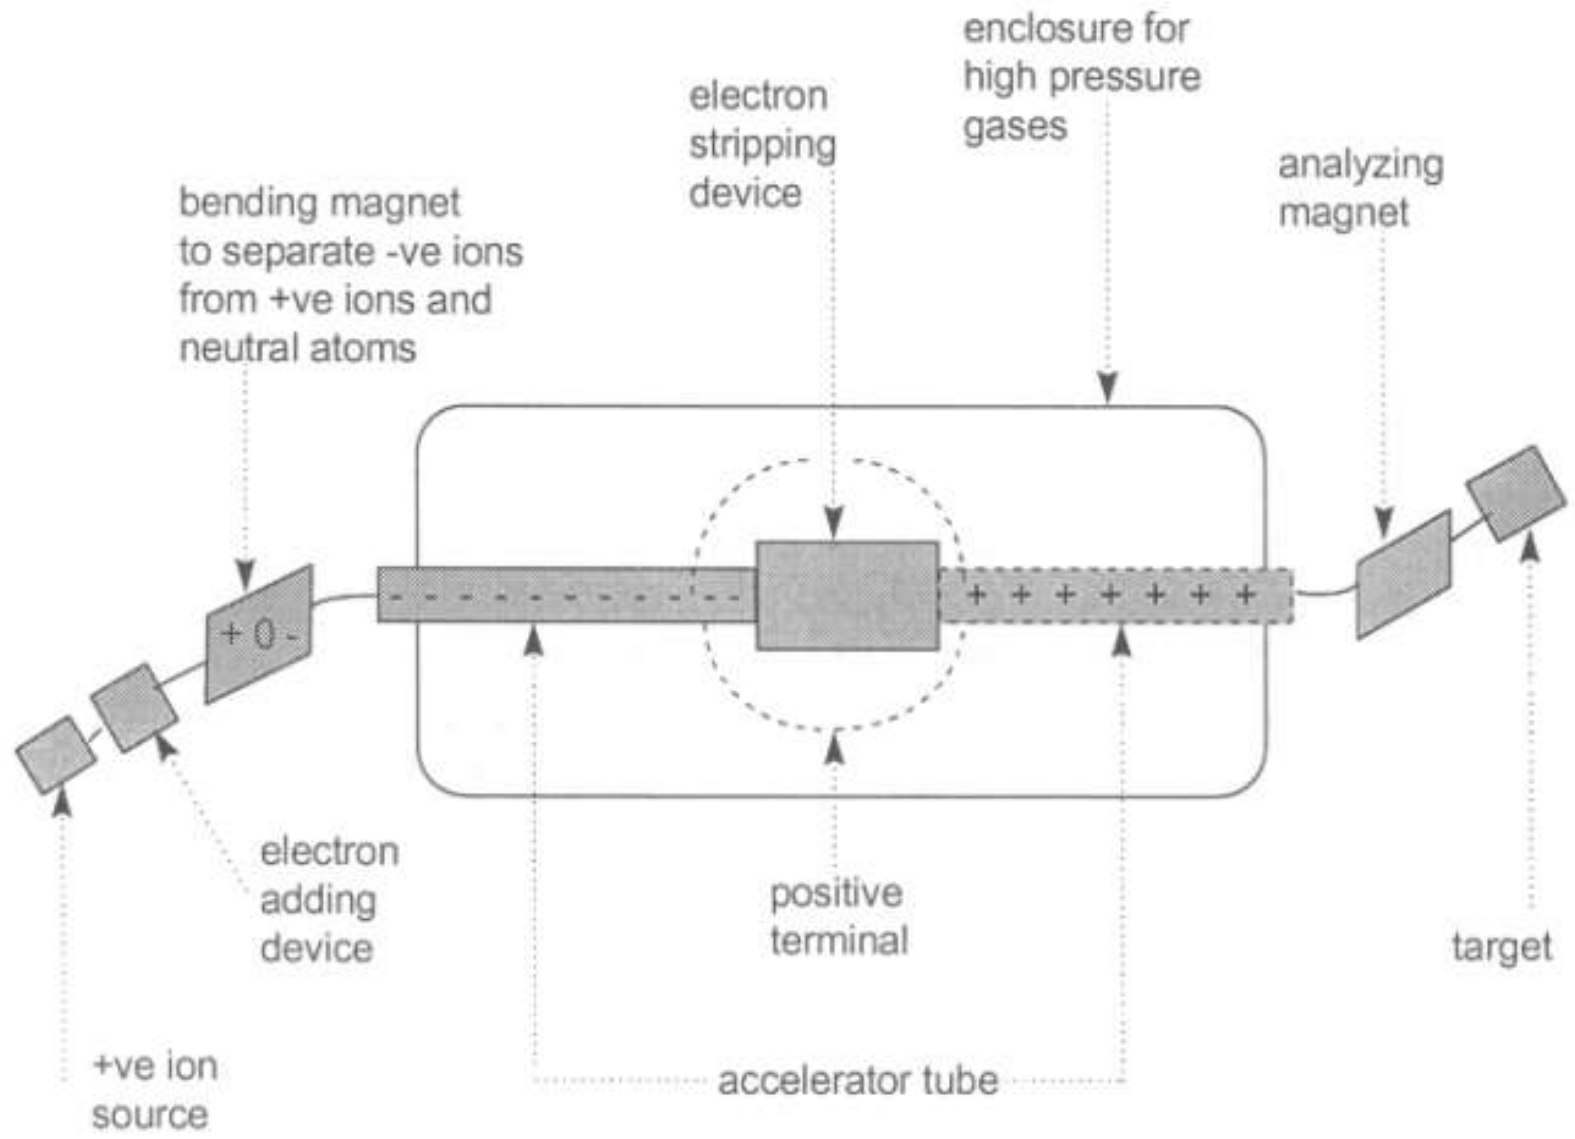 enclosure for
high pressure
gases
electron
stripping
device
analyzing
magnet
bending magnet
to separate -ve ions
from +ve ions and
neutral atoms
+ 0 -
- - - - - - - - - -
+ + + + + + +
electron
adding
device
positive
terminal
target
+ve ion
source
accelerator tube